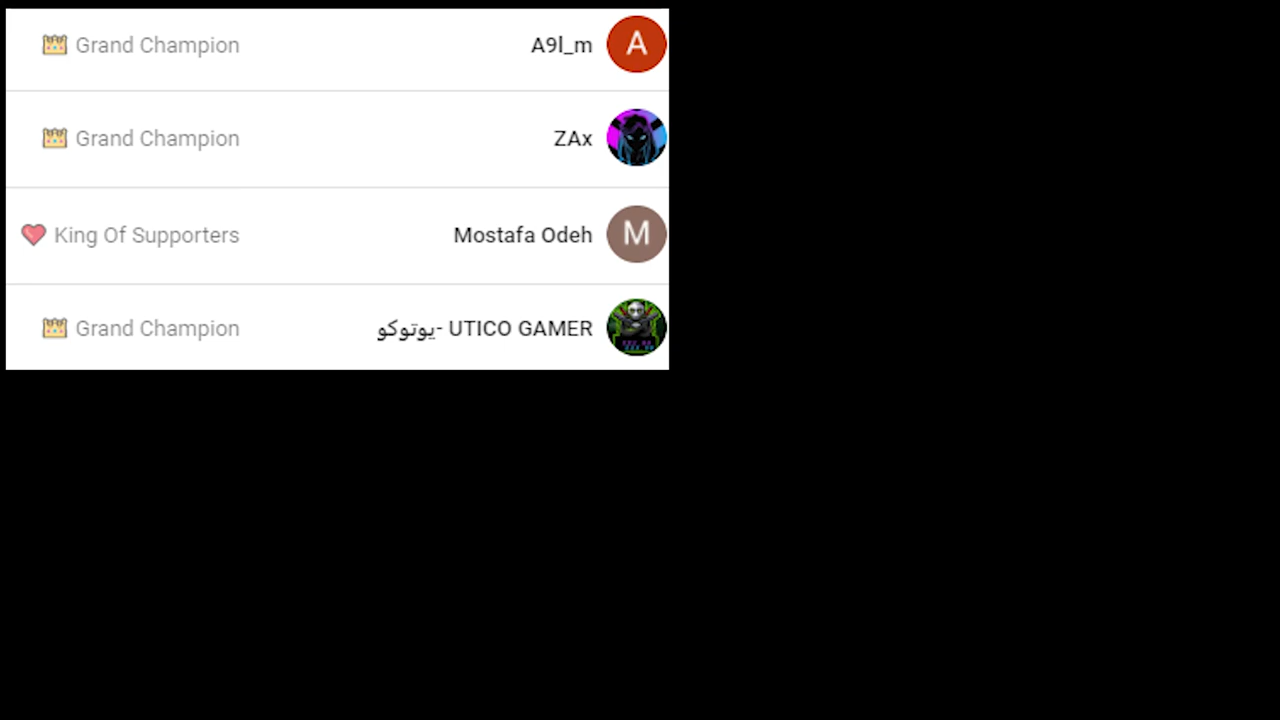 Grand Champion A9l_m A
Grand Champion ZAx
King Of Supporters Mostafa Odeh M
Grand Champion UTICO GAMER -يوتوكو